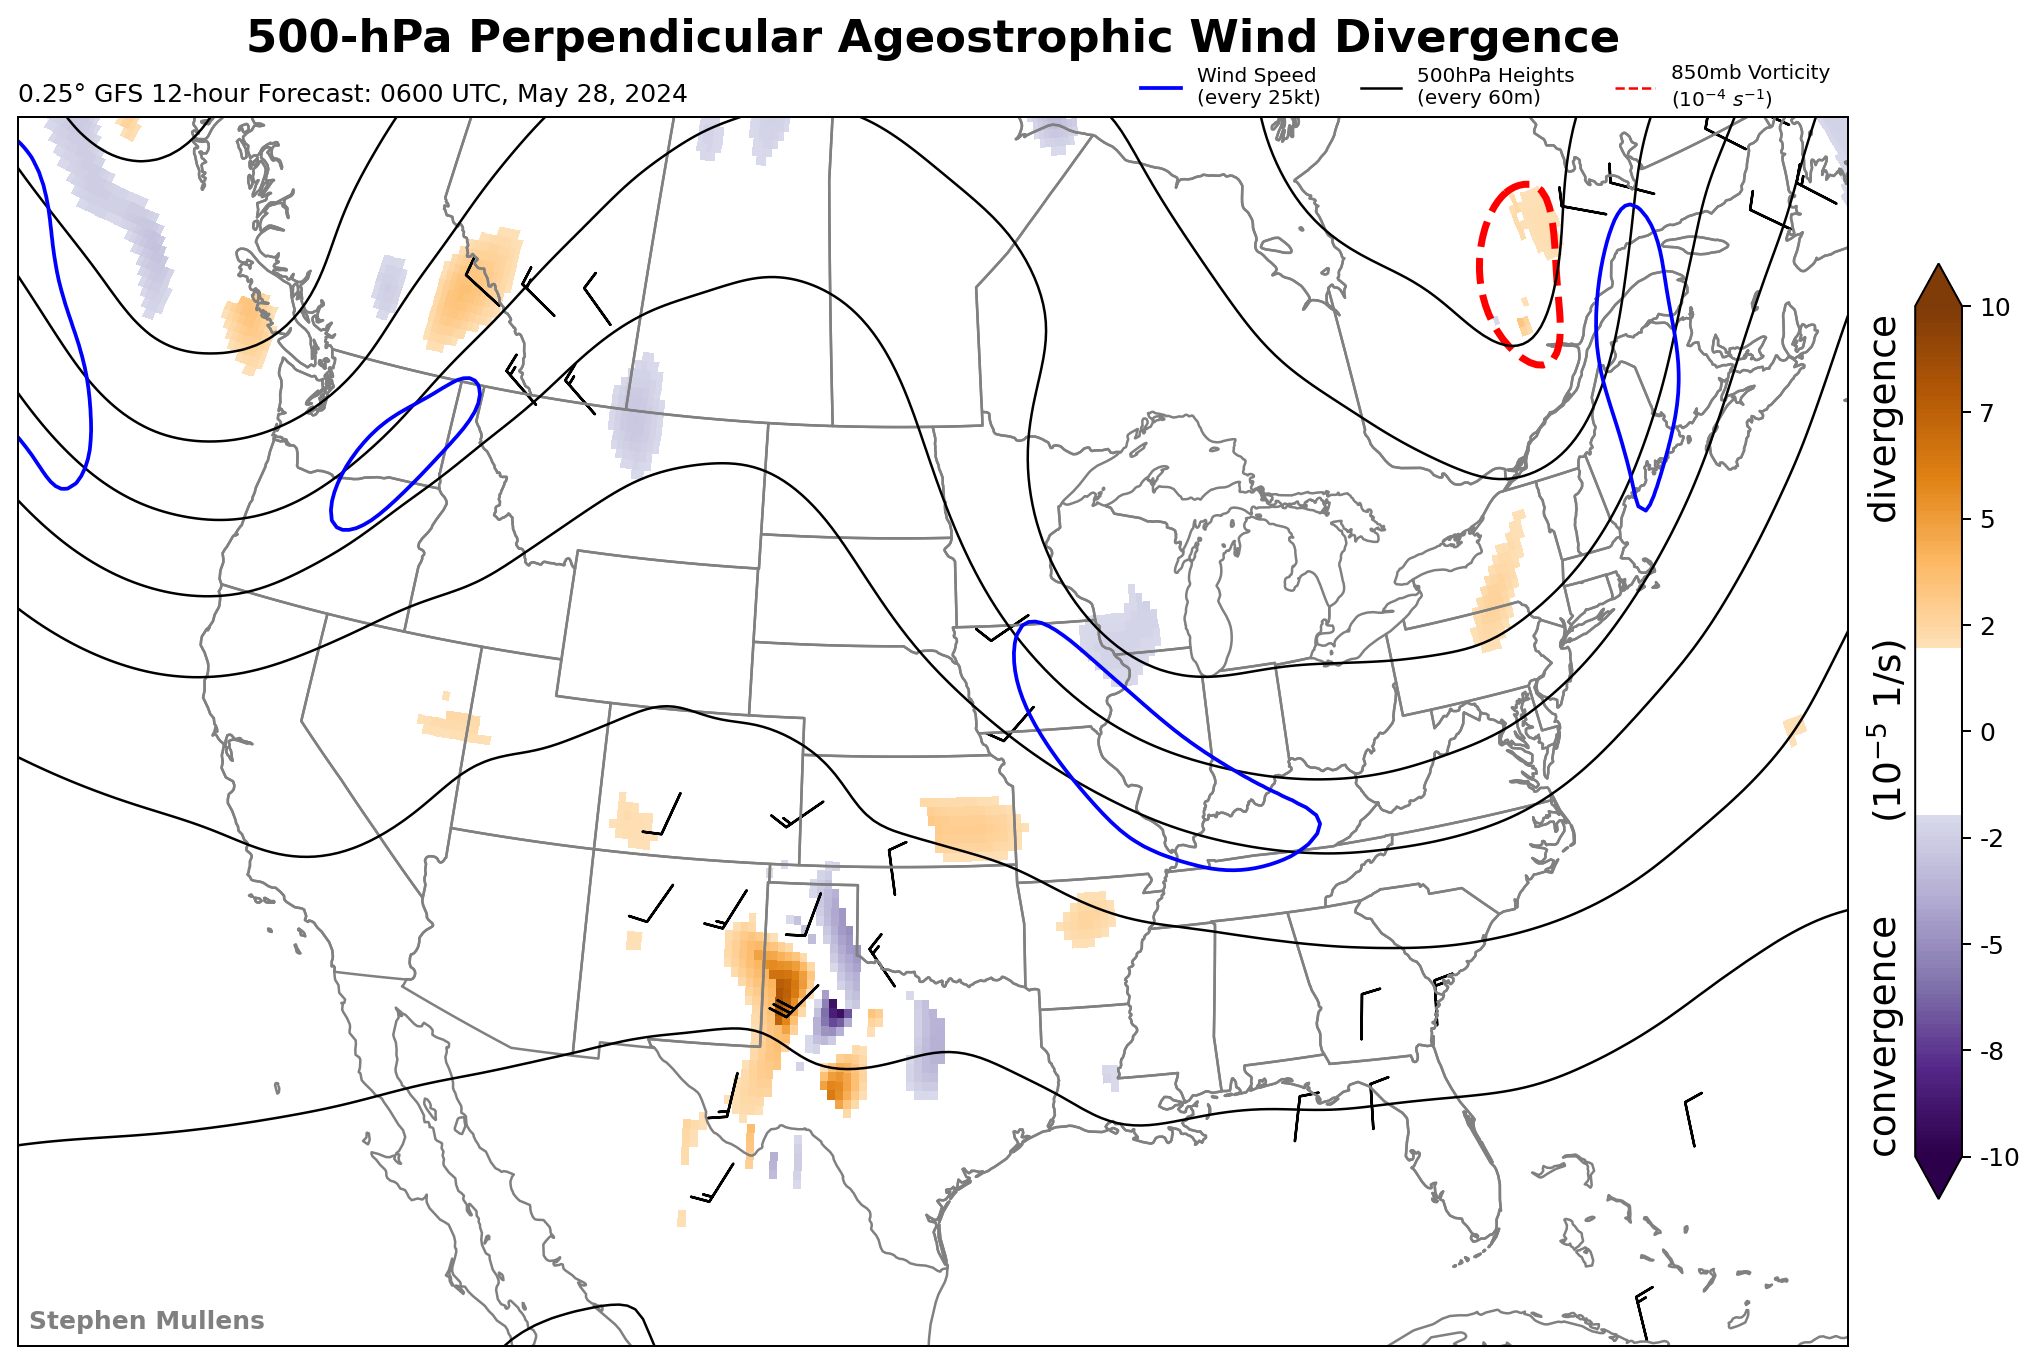 500-hPa Perpendicular Ageostrophic Wind Divergence
0.25° GFS 12-hour Forecast: 0600 UTC, May 28, 2024
Wind Speed
(every 25kt)
500hPa Heights
(every 60m)
850mb Vorticity
(10⁻⁴ s⁻¹)
10
7
5
2
0
-2
-5
-8
-10
convergence (10⁻⁵ 1/s) divergence
Stephen Mullens